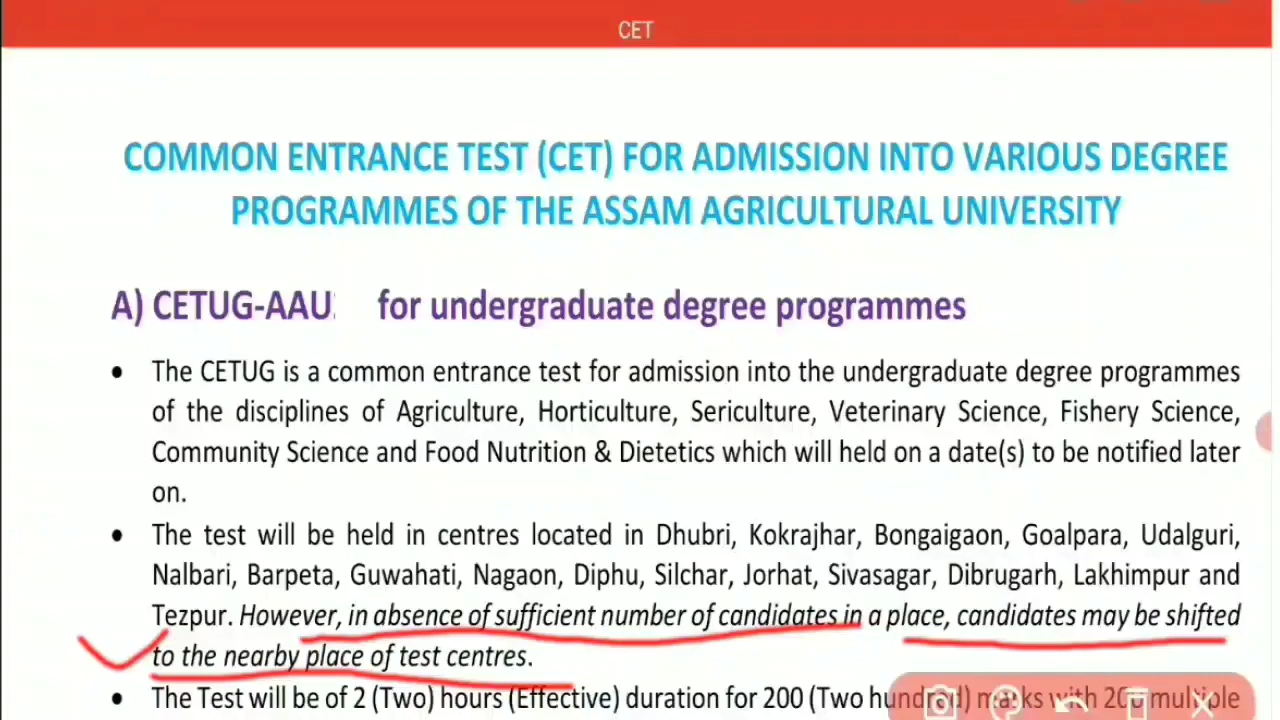 CET
COMMON ENTRANCE TEST (CET) FOR ADMISSION INTO VARIOUS DEGREE
PROGRAMMES OF THE ASSAM AGRICULTURAL UNIVERSITY
A) CETUG-AAU for undergraduate degree programmes
• The CETUG is a common entrance test for admission into the undergraduate degree programmes
of the disciplines of Agriculture, Horticulture, Sericulture, Veterinary Science, Fishery Science,
Community Science and Food Nutrition & Dietetics which will held on a date(s) to be notified later
on.
• The test will be held in centres located in Dhubri, Kokrajhar, Bongaigaon, Goalpara, Udalguri,
Nalbari, Barpeta, Guwahati, Nagaon, Diphu, Silchar, Jorhat, Sivasagar, Dibrugarh, Lakhimpur and
Tezpur. However, in absence of sufficient number of candidates in a place, candidates may be shifted
to the nearby place of test centres.
• The Test will be of 2 (Two) hours (Effective) duration for 200 (Two hundred) marks with 200 multiple